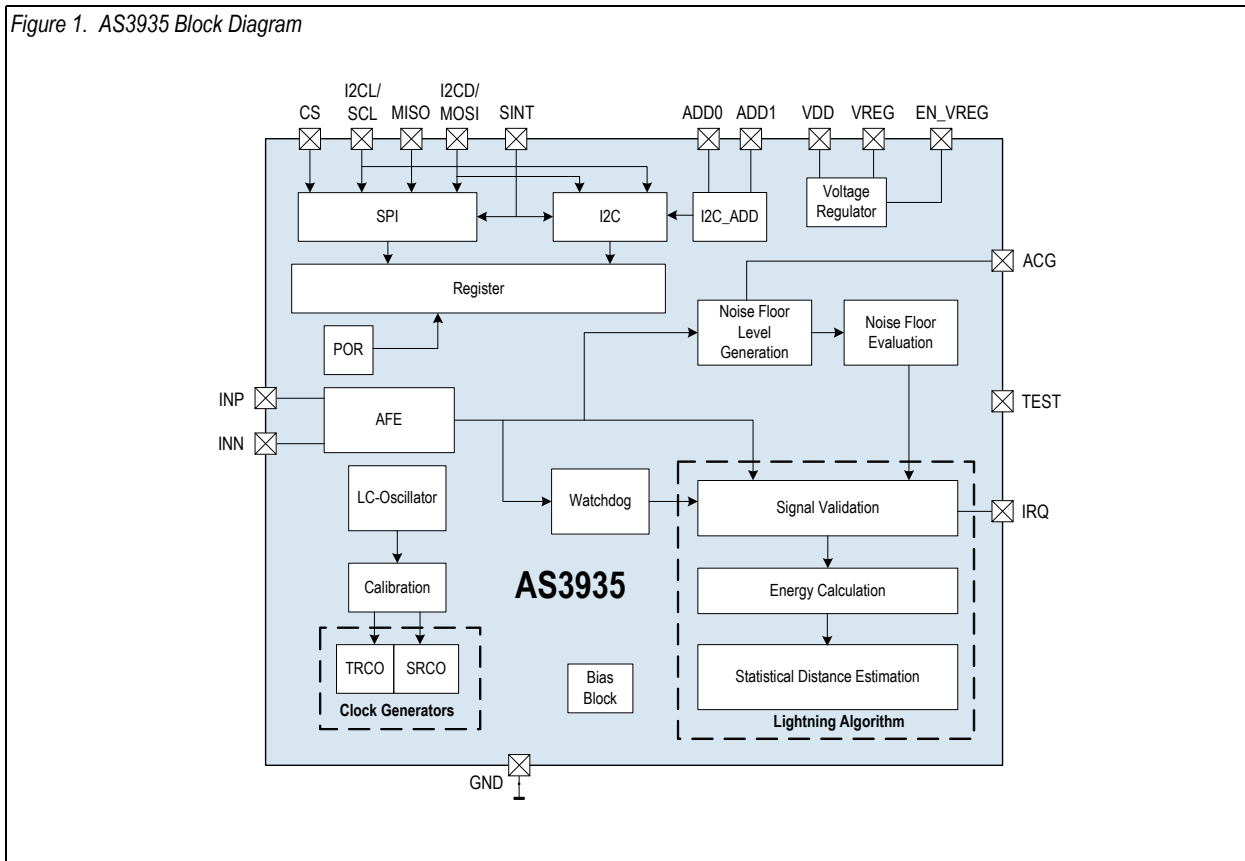 Figure 1. AS3935 Block Diagram
CS
I2CL/
SCL
MISO
I2CD/
MOSI
SINT
ADD0
ADD1
VDD
VREG
EN_VREG
SPI
I2C
I2C_ADD
Voltage
Regulator
ACG
Register
Noise Floor
Level
Generation
Noise Floor
Evaluation
POR
INP
INN
AFE
TEST
LC-Oscillator
Watchdog
Signal Validation
IRQ
Calibration
AS3935
Energy Calculation
TRCO
SRCO
Clock Generators
Bias
Block
Statistical Distance Estimation
Lightning Algorithm
GND